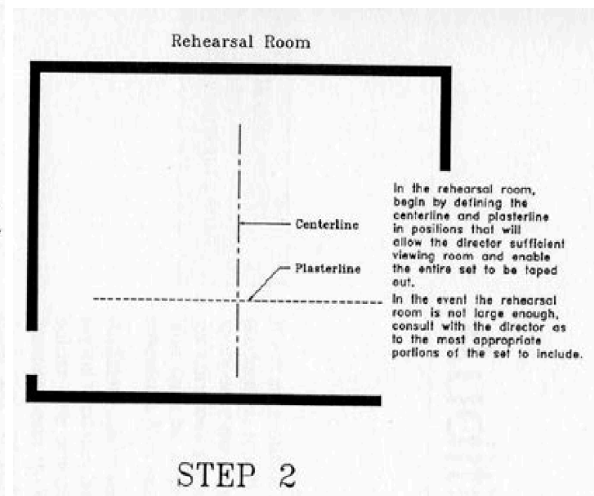 Rehearsal Room
Centerline
Plasterline
In the rehearsal room,
begin by defining the
centerline and plasterline
in positions that will
allow the director sufficient
viewing room and enable
the entire set to be taped
out.
In the event the rehearsal
room is not large enough,
consult with the director as
to the most appropriate
portions of the set to include.
STEP 2